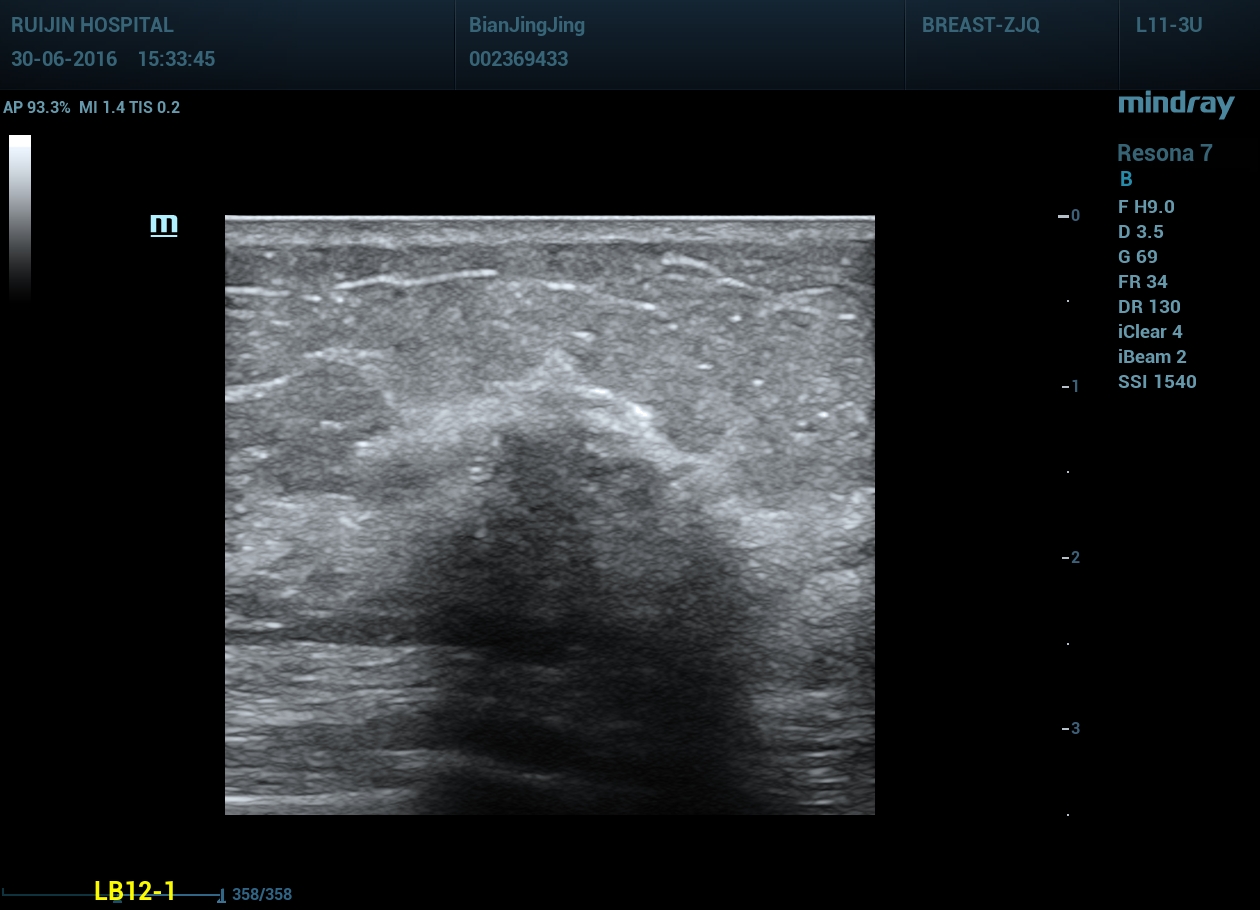 RUIJIN HOSPITAL
30-06-2016 15:33:45
BianJingJing
002369433
BREAST-ZJQ
L11-3U
AP 93.3% MI 1.4 TIS 0.2
mindray
Resona 7
B
F H9.0
D 3.5
G 69
FR 34
DR 130
iClear 4
iBeam 2
SSI 1540
m
0
1
2
3
LB12-1
358/358